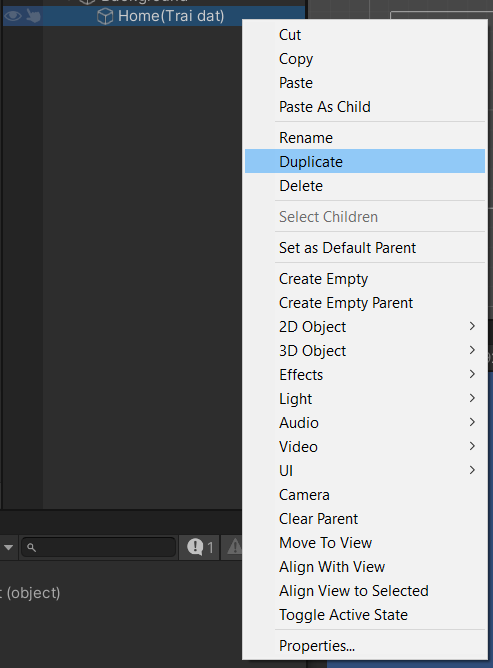 Home(Trai dat)
Cut
Copy
Paste
Paste As Child
Rename
Duplicate
Delete
Select Children
Set as Default Parent
Create Empty
Create Empty Parent
2D Object
3D Object
Effects
Light
Audio
Video
UI
Camera
Clear Parent
Move To View
Align With View
Align View to Selected
Toggle Active State
Properties...
1
(object)